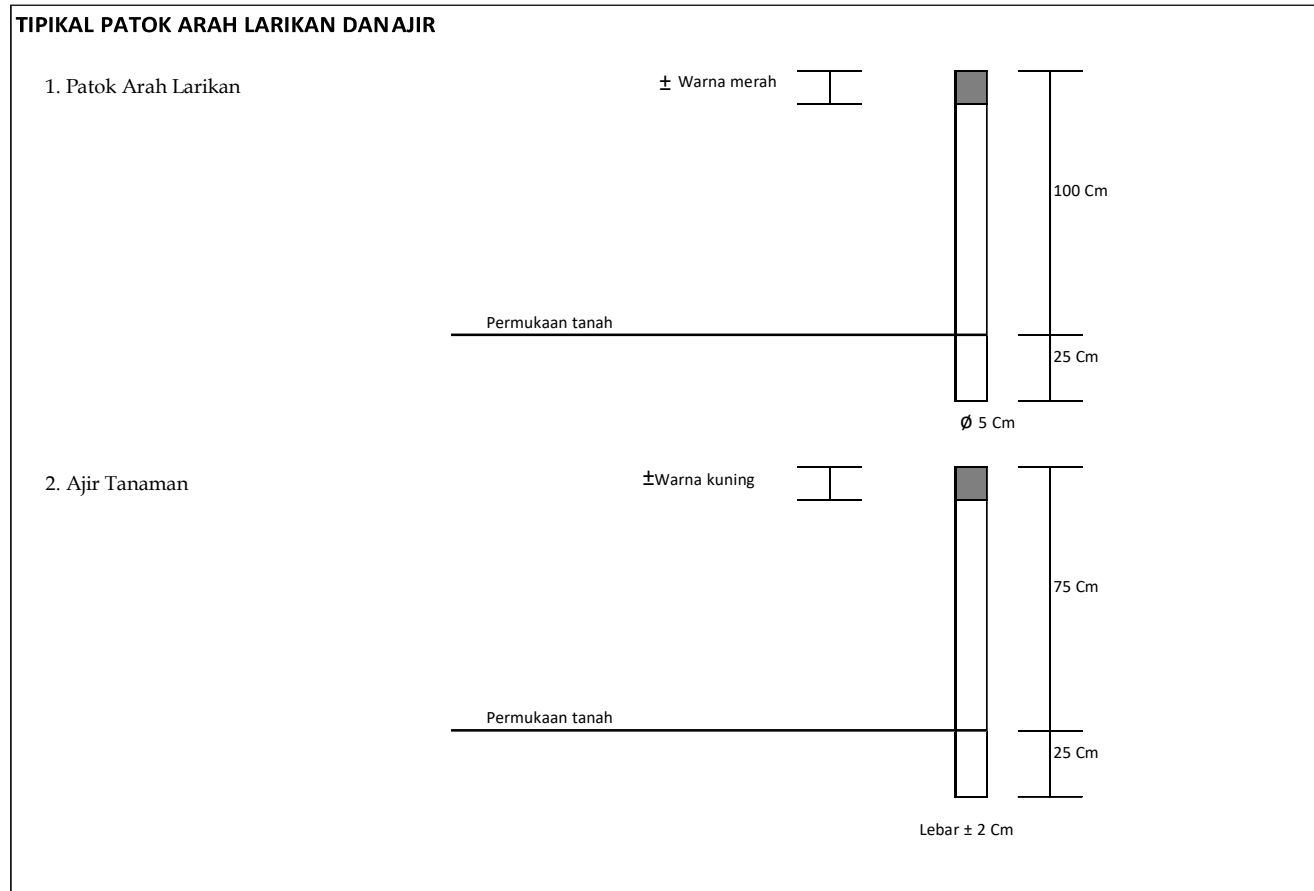 TIPIKAL PATOK ARAH LARIKAN DAN AJIR
1. Patok Arah Larikan
± Warna merah
100 Cm
Permukaan tanah
25 Cm
Ø 5 Cm
2. Ajir Tanaman
±Warna kuning
75 Cm
Permukaan tanah
25 Cm
Lebar ± 2 Cm